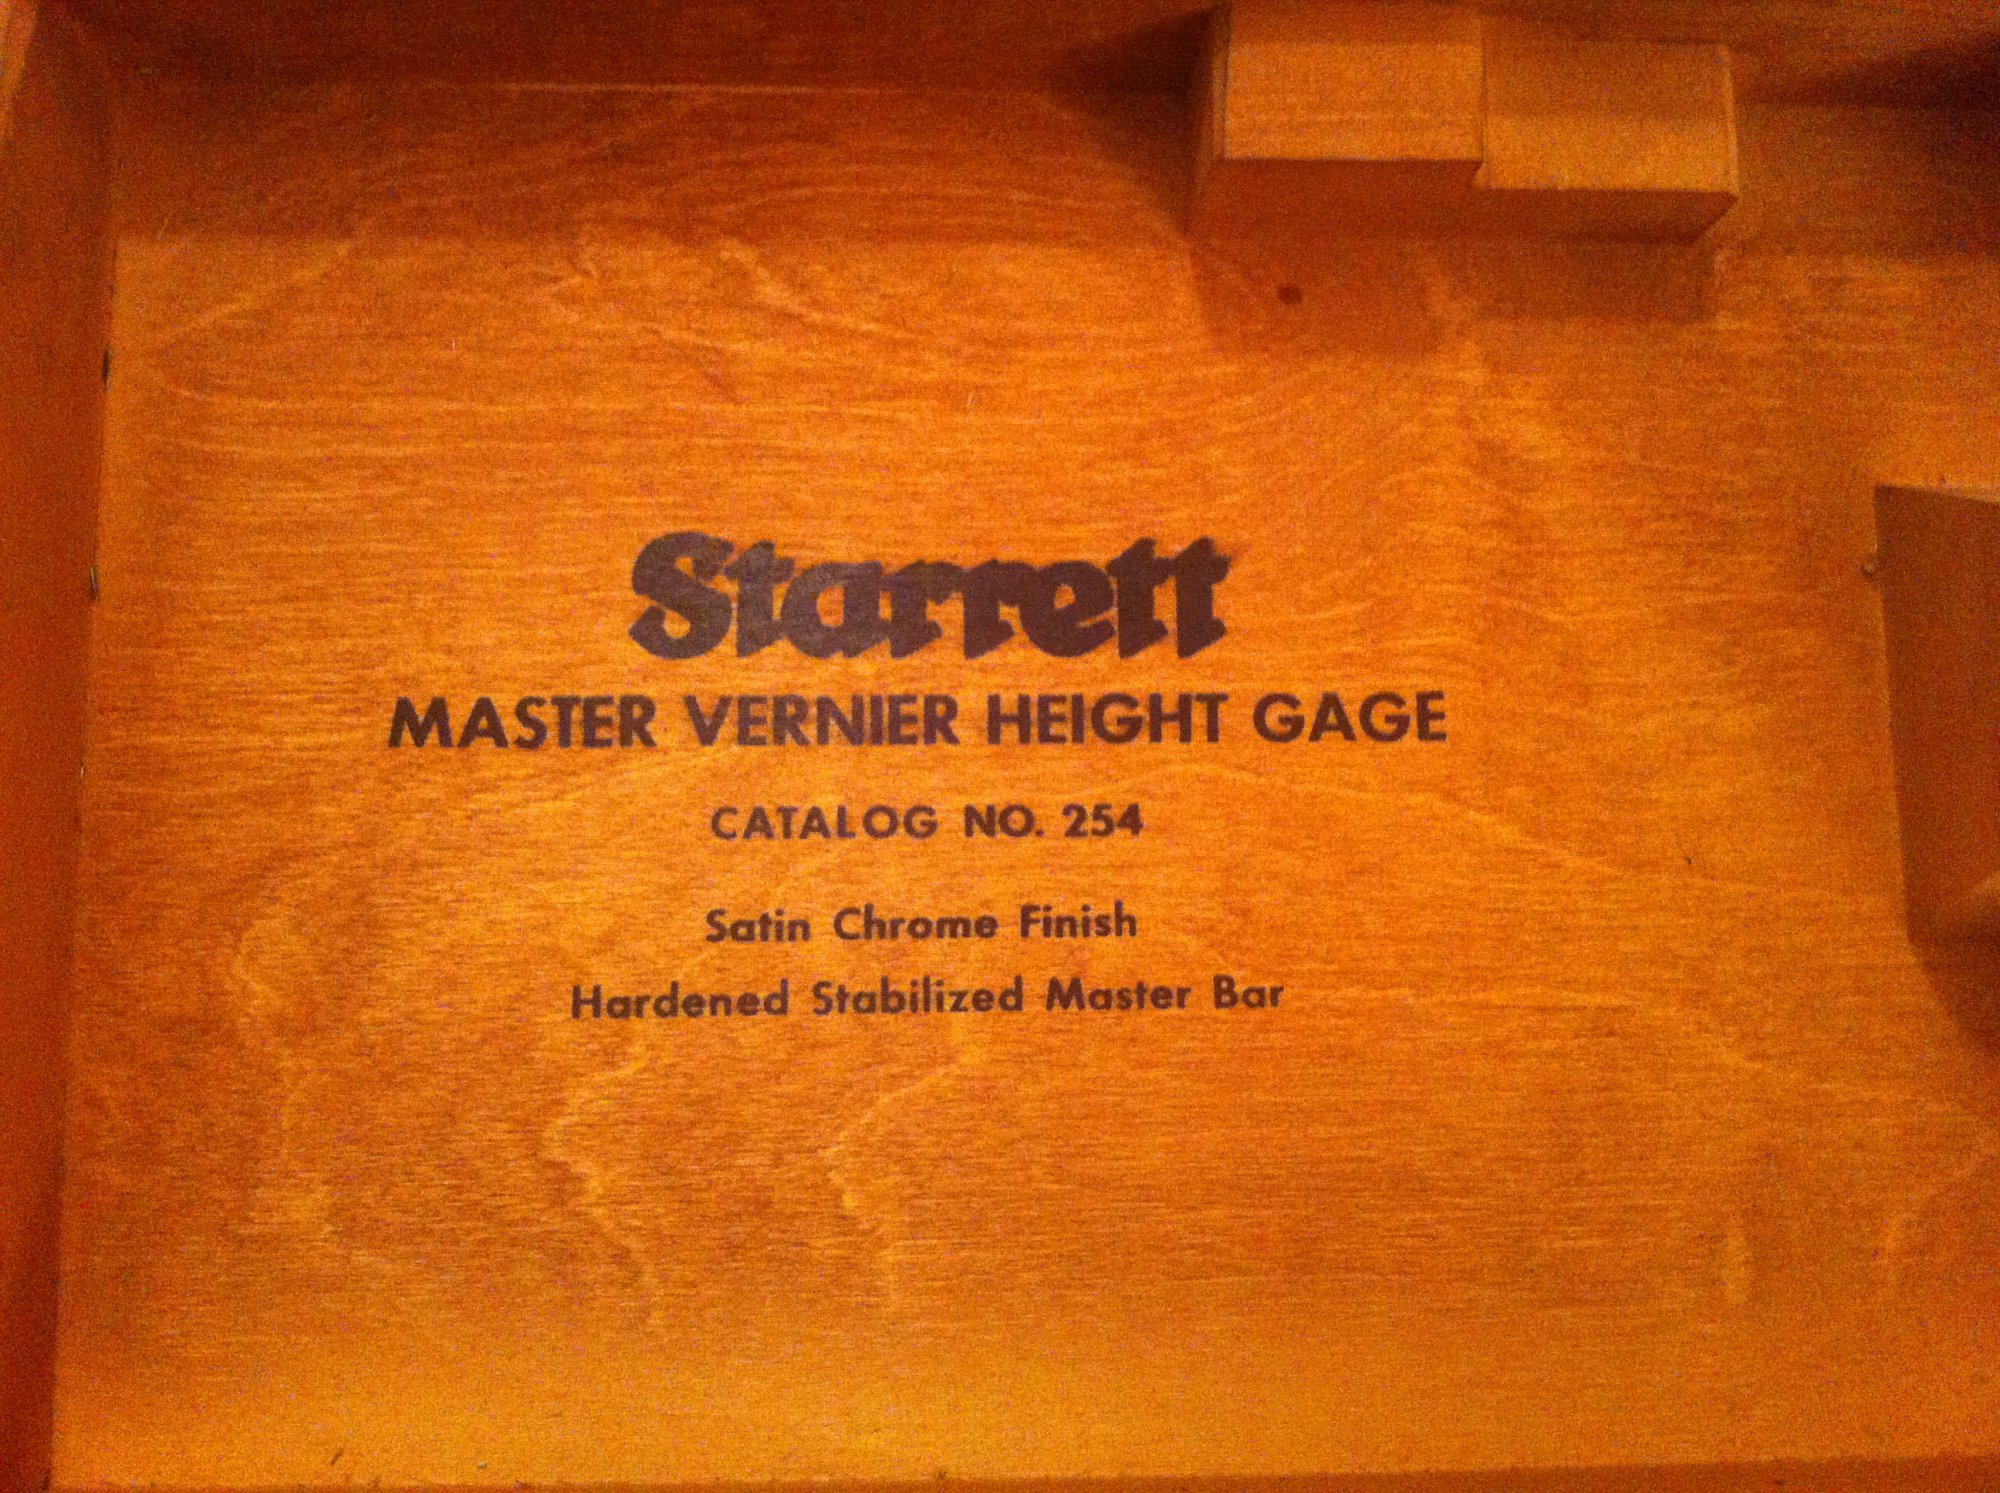 Starrett
MASTER VERNIER HEIGHT GAGE
CATALOG NO. 254
Satin Chrome Finish
Hardened Stabilized Master Bar